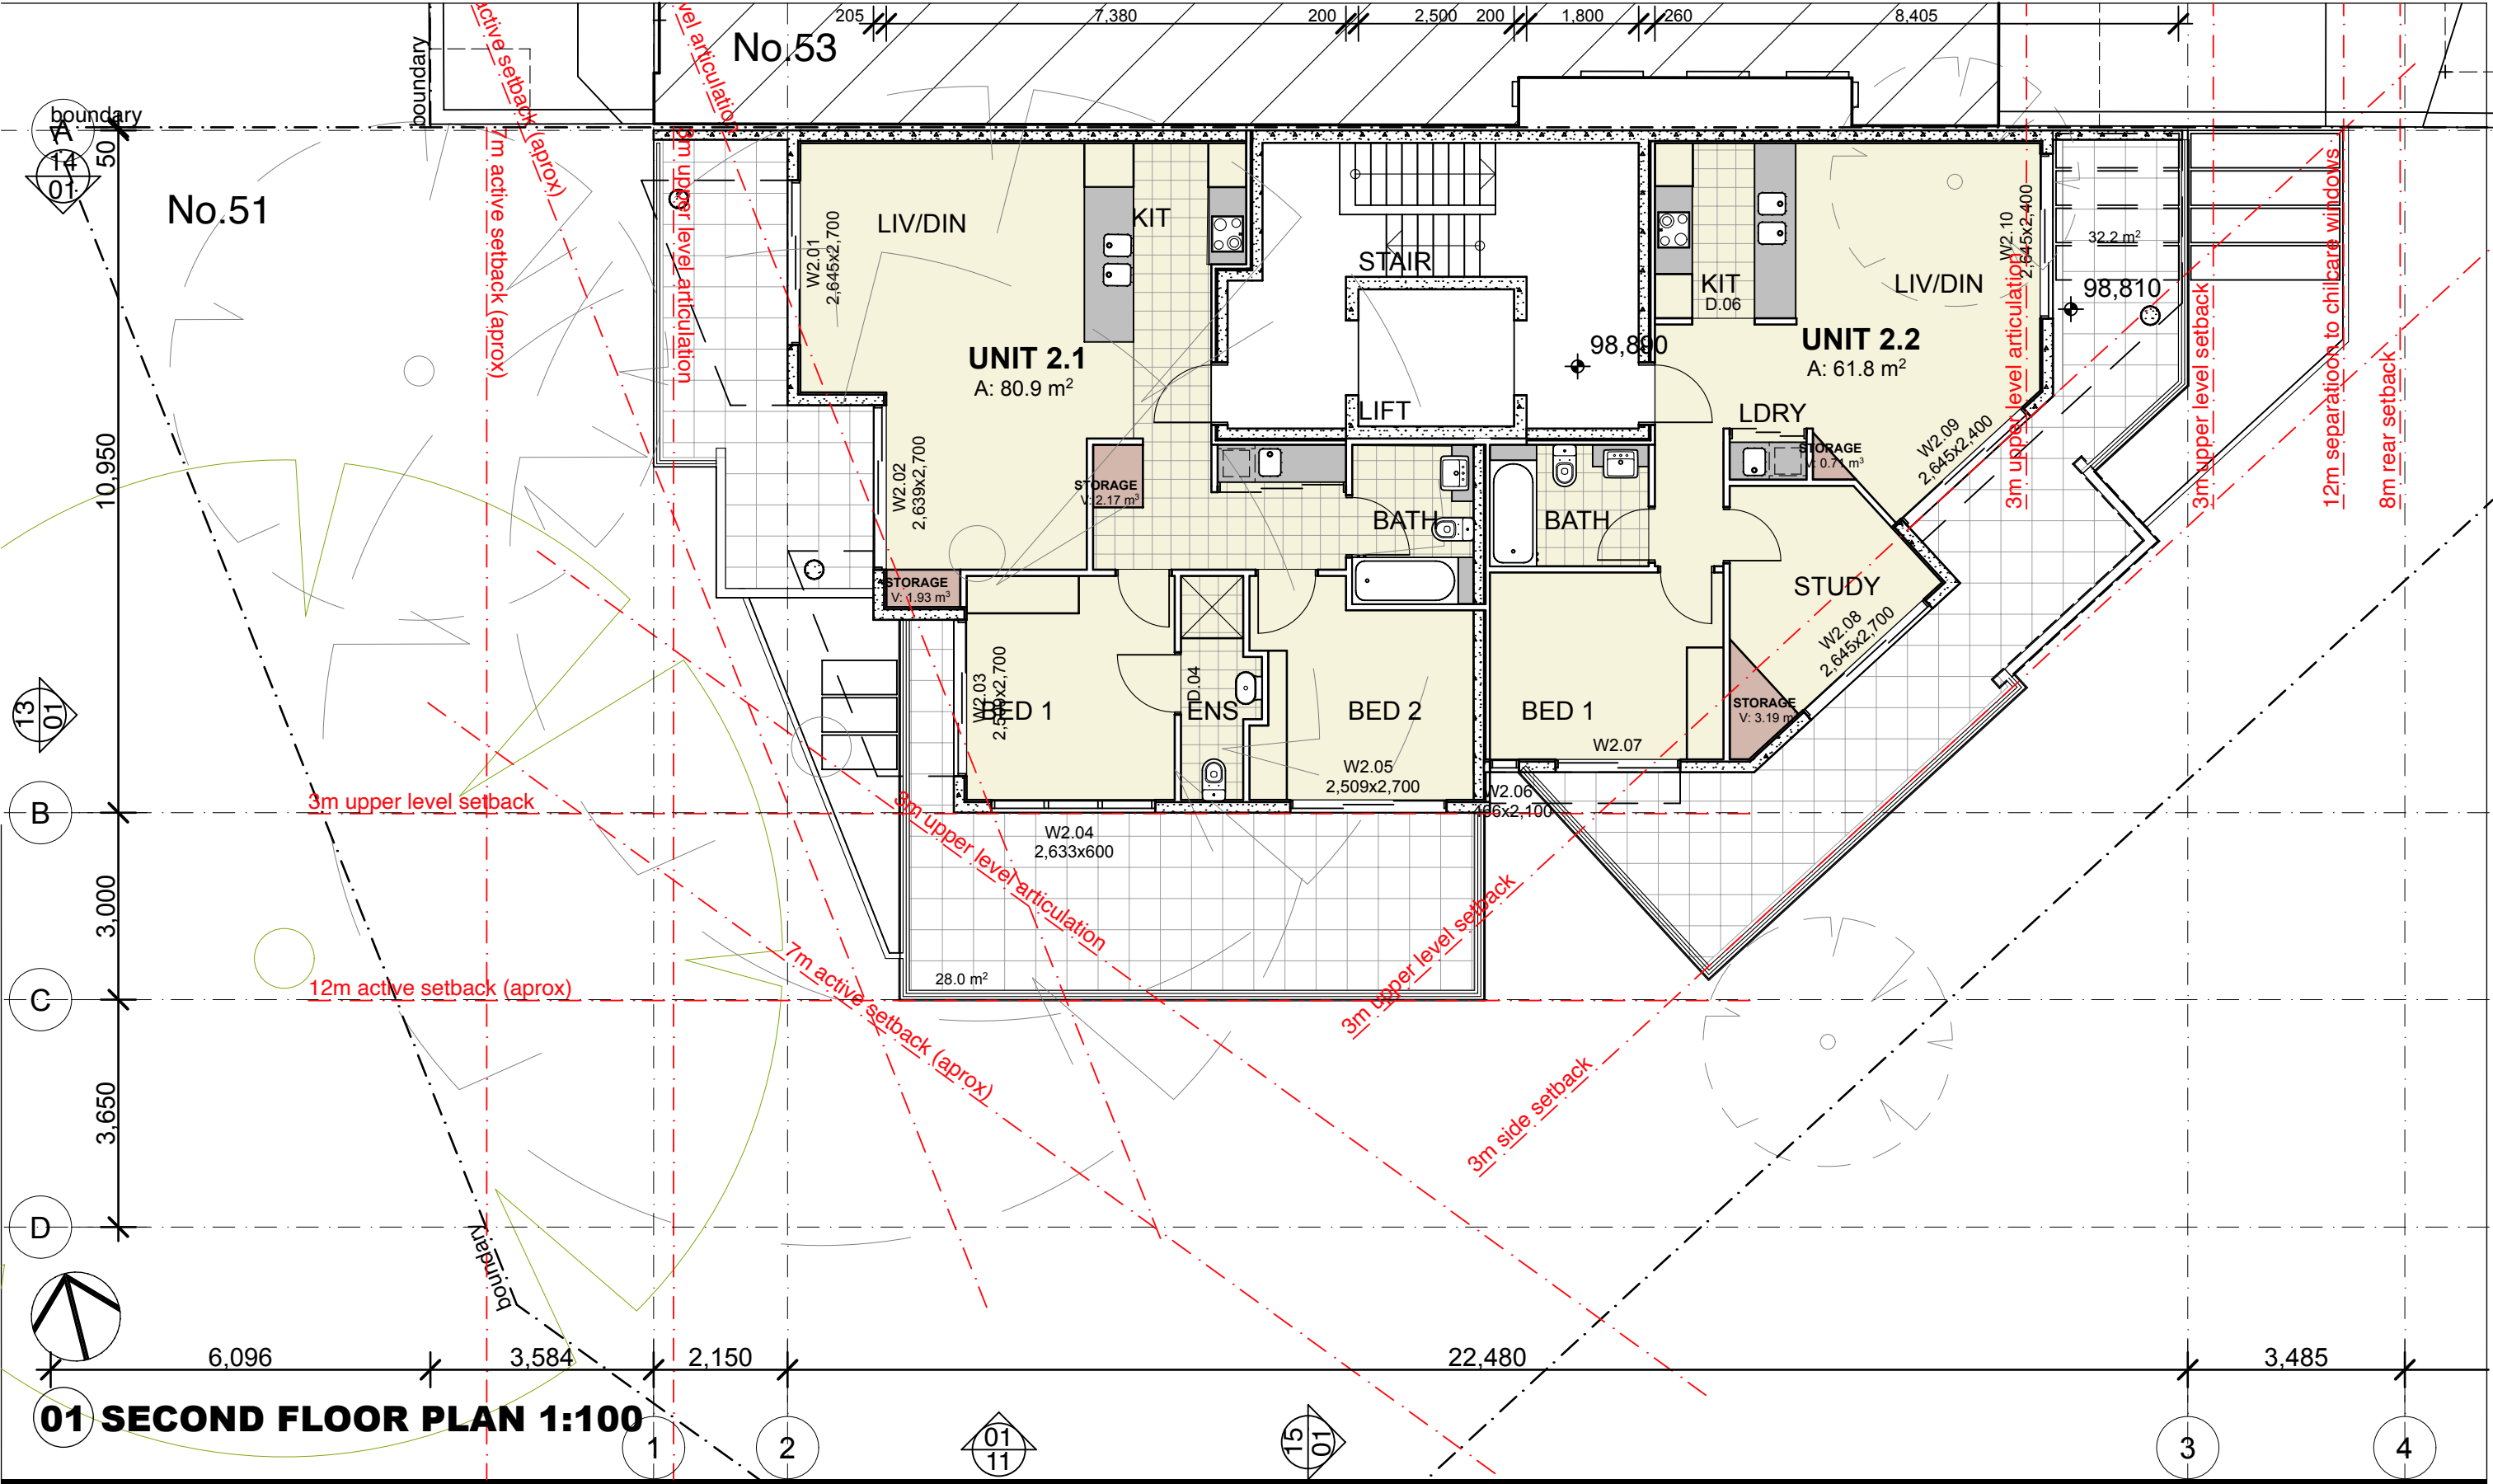 205
7,380
200
2,500
200
1,800
260
8,405
No.53
boundary
active setback (aprox)
vel articulation
boundary
A
50
14
01
No.51
7m active setback (aprox)
3m upper level articulation
LIV/DIN
KIT
W2.01
2,645x2,700
STAIR
KIT
D.06
LIV/DIN
W2.10
2,645x2,400
32.2 m²
98,810
UNIT 2.1
A: 80.9 m²
UNIT 2.2
A: 61.8 m²
LIFT
LDRY
3m upper level articulation
3m upper level setback
12m separatioon to chilcare windows
8m rear setback
10,950
W2.02
2,639x2,700
STORAGE
V: 2.17 m³
STORAGE
V: 0.71 m³
W2.09
2,645x2,400
BATH
BATH
STORAGE
V: 1.93 m³
STUDY
W2.08
2,645x2,700
W2.03
2,509x2,700
BED 1
D.04
ENS
BED 2
BED 1
STORAGE
V: 3.19 m
W2.07
W2.05
2,509x2,700
W2.06
13
01
B
3m upper level setback
W2.04
2,633x600
3m upper level articulation
3m upper level setback
3,000
28.0 m²
C
12m active setback (aprox)
7m active setback (aprox)
3m side setback
3,650
D
boundary
6,096
3,584
2,150
22,480
3,485
01 SECOND FLOOR PLAN 1:100
1
2
01
11
15
01
3
4